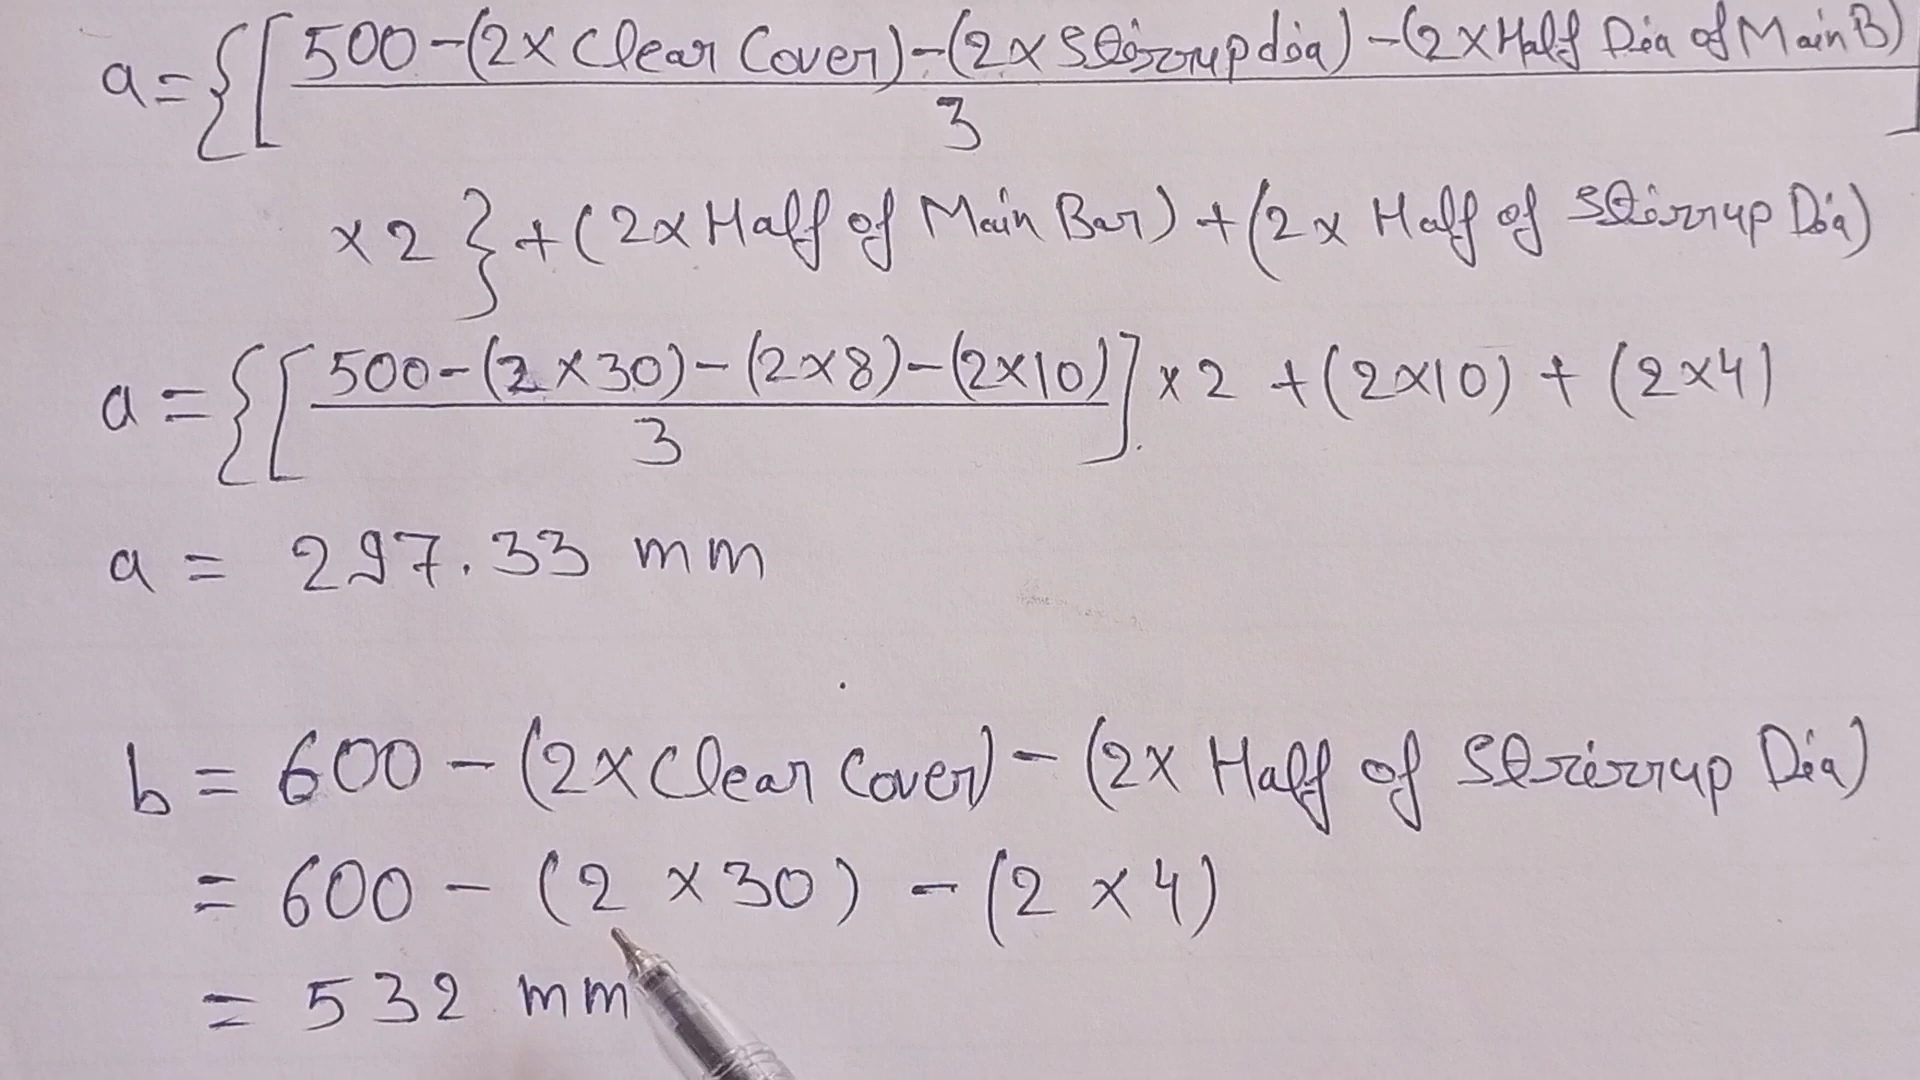 a = { [ 500 - (2 x Clear Cover) - (2 x Stirrup dia) - (2 x Half Dia of Main B) / 3 ]
x 2 } + (2 x Half of Main Bar) + (2 x Half of Stirrup Dia)
a = { [ 500 - (2 x 30) - (2 x 8) - (2 x 10) / 3 ] x 2 + (2 x 10) + (2 x 4)
a = 297.33 mm
b = 600 - (2 x Clear Cover) - (2 x Half of Stirrup Dia)
= 600 - (2 x 30) - (2 x 4)
= 532 mm